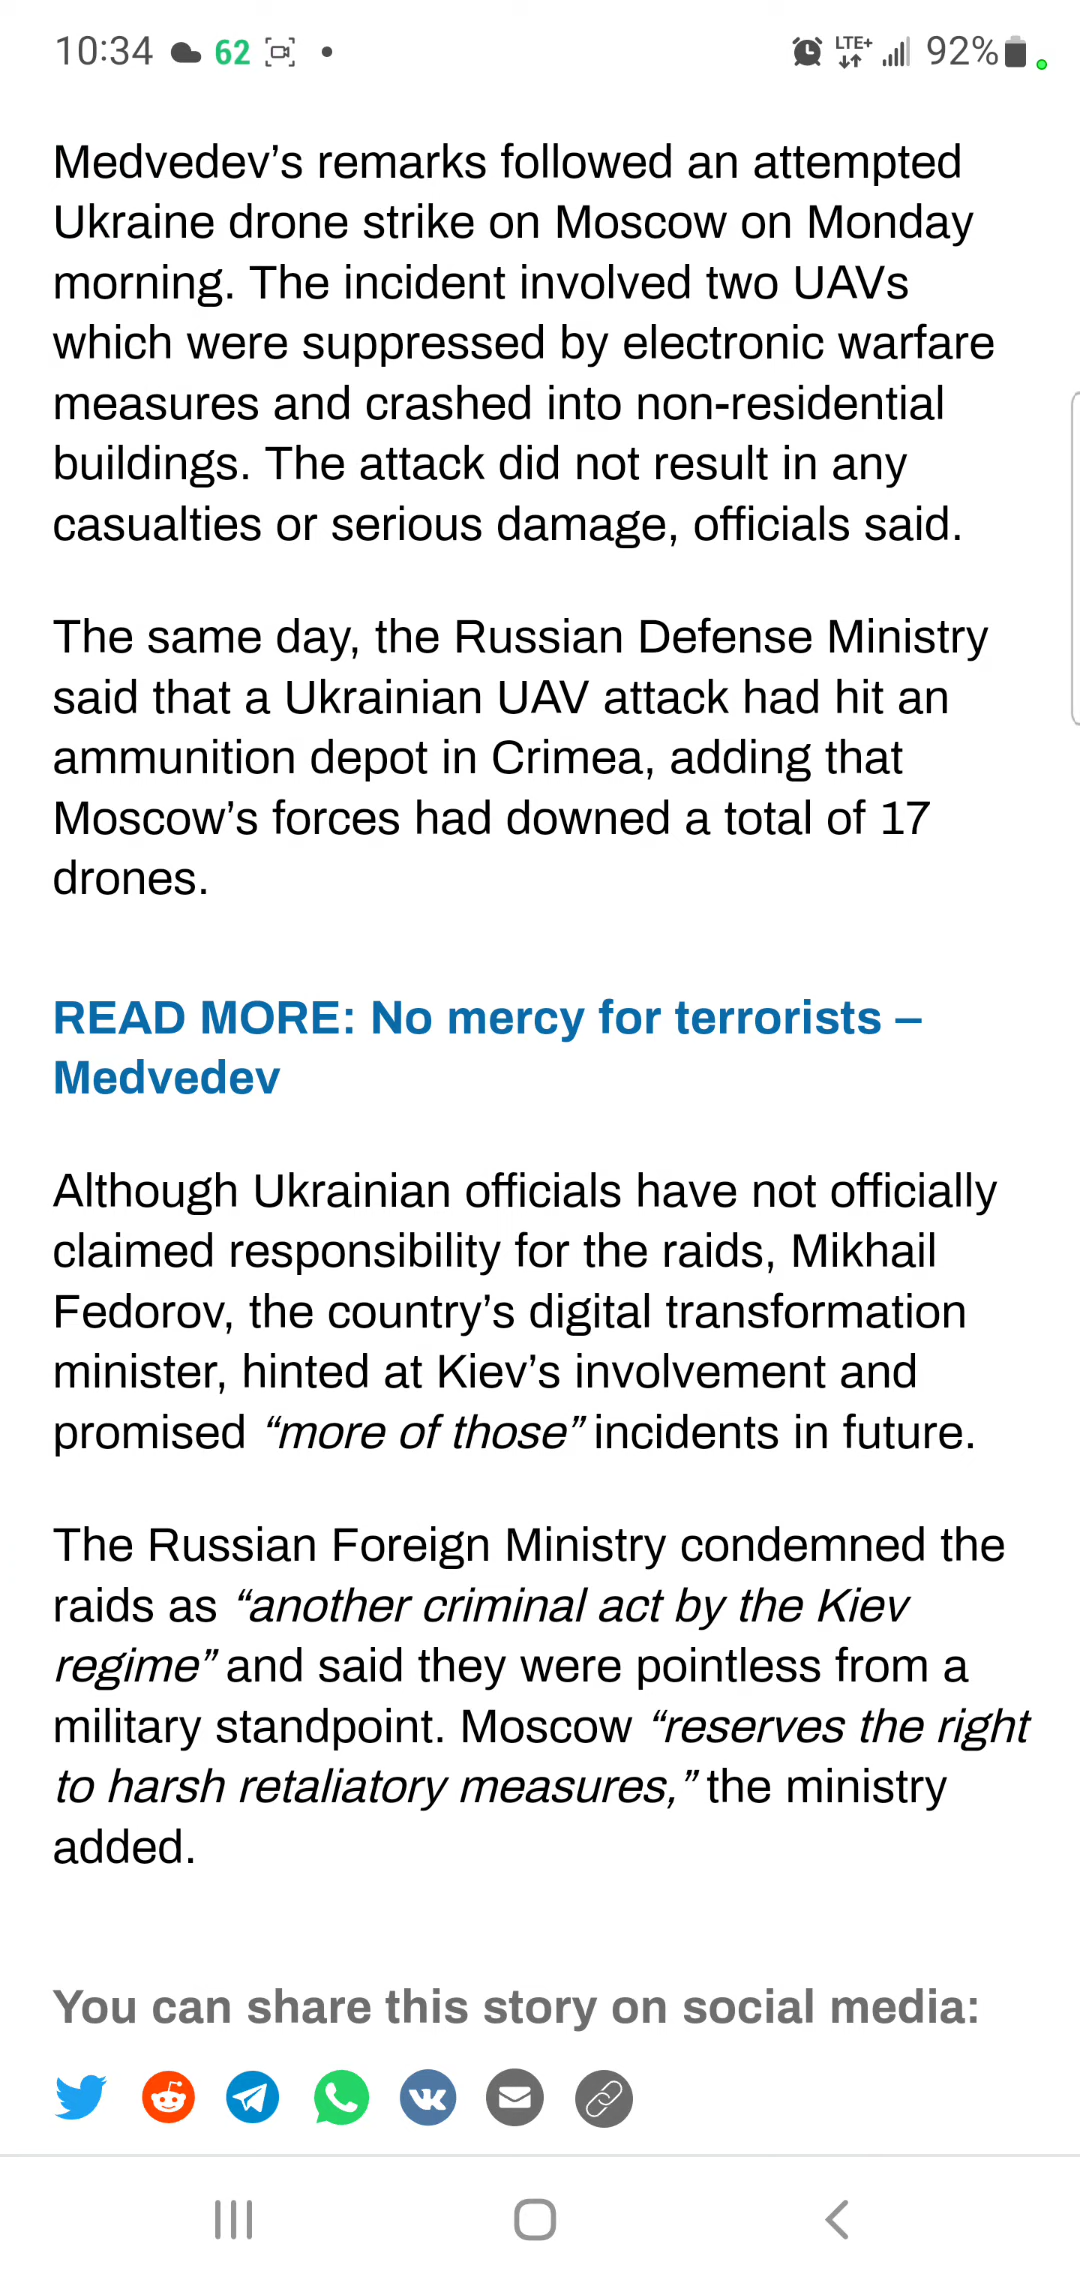 10:34 62 LTE+ 92%
Medvedev’s remarks followed an attempted
Ukraine drone strike on Moscow on Monday
morning. The incident involved two UAVs
which were suppressed by electronic warfare
measures and crashed into non-residential
buildings. The attack did not result in any
casualties or serious damage, officials said.
The same day, the Russian Defense Ministry
said that a Ukrainian UAV attack had hit an
ammunition depot in Crimea, adding that
Moscow’s forces had downed a total of 17
drones.
READ MORE: No mercy for terrorists –
Medvedev
Although Ukrainian officials have not officially
claimed responsibility for the raids, Mikhail
Fedorov, the country’s digital transformation
minister, hinted at Kiev’s involvement and
promised “more of those” incidents in future.
The Russian Foreign Ministry condemned the
raids as “another criminal act by the Kiev
regime” and said they were pointless from a
military standpoint. Moscow “reserves the right
to harsh retaliatory measures,” the ministry
added.
You can share this story on social media: